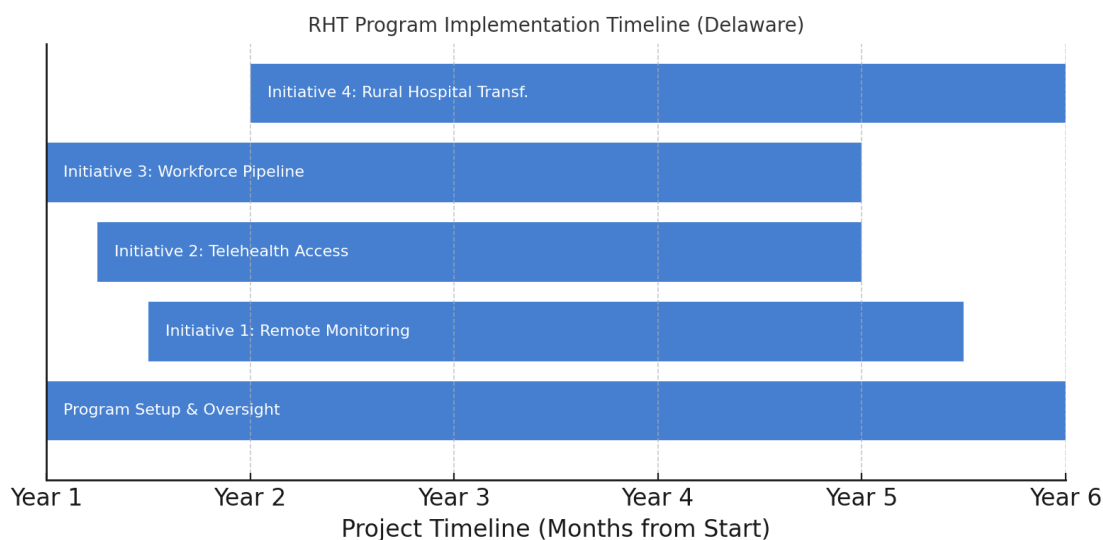 RHT Program Implementation Timeline (Delaware)
Initiative 4: Rural Hospital Transf.
Initiative 3: Workforce Pipeline
Initiative 2: Telehealth Access
Initiative 1: Remote Monitoring
Program Setup & Oversight
Year 1 Year 2 Year 3 Year 4 Year 5 Year 6
Project Timeline (Months from Start)